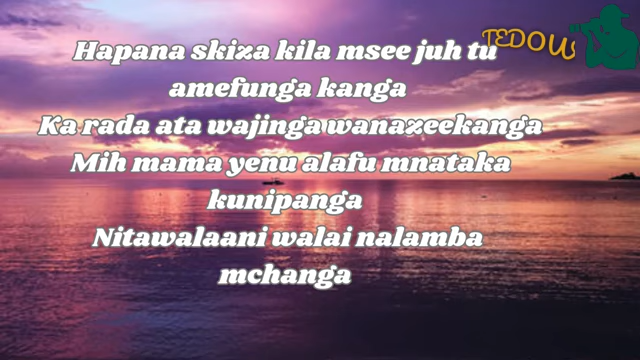 TEDOW
Hapana skiza kila msee juh tu
amefunga kanga
Ka rada ata wajinga wanazeekanga
Mih mama yenu alafu mnataka
kunipanga
Nitawalaani walai nalamba
mchanga